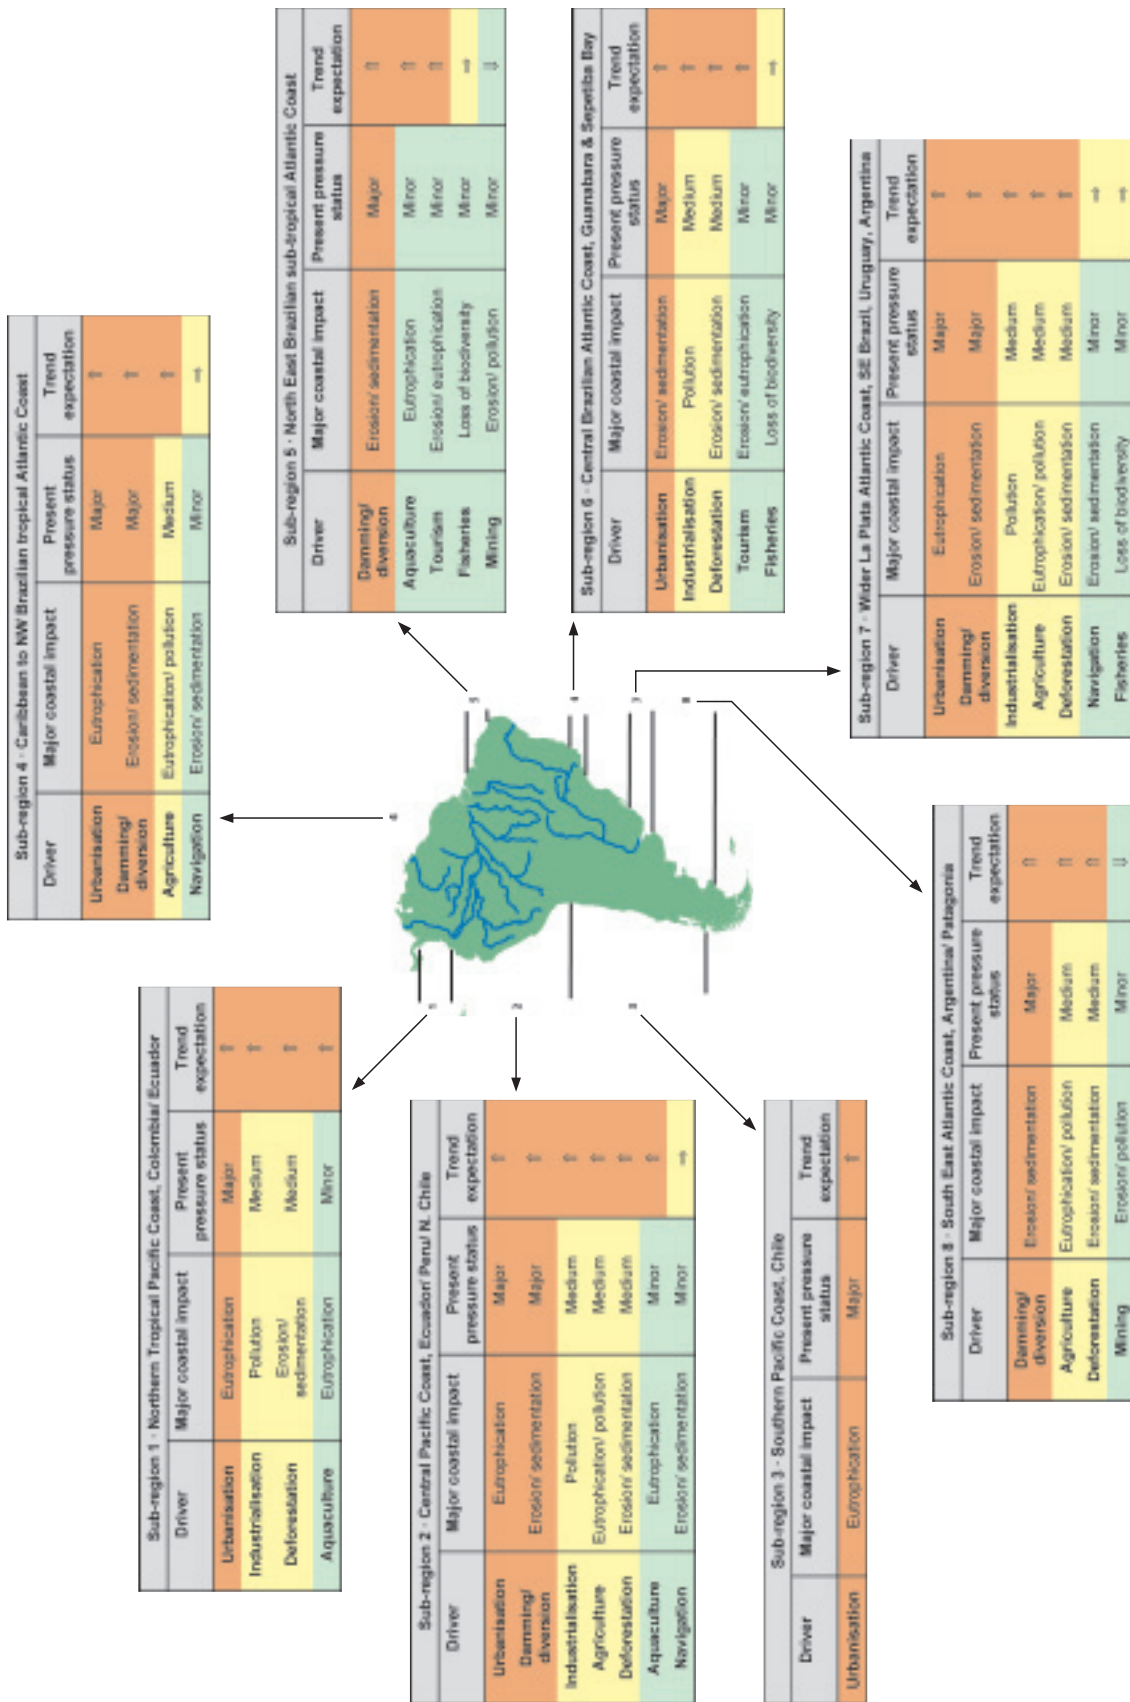 Sub-region 4 - Caribbean to NW Brazilian tropical Atlantic Coast
Driver Major coastal impact Present pressure status Trend expectation
Urbanisation Eutrophication Major ⇑
Damming/ diversion Erosion/ sedimentation Major ⇑
Agriculture Eutrophication/ pollution Medium ⇑
Navigation Erosion/ sedimentation Minor ⇒
Sub-region 5 - North East Brazilian sub-tropical Atlantic Coast
Driver Major coastal impact Present pressure status Trend expectation
Damming/ diversion Erosion/ sedimentation Major ⇑
Aquaculture Eutrophication Minor ⇑
Tourism Erosion/ eutrophication Minor ⇑
Fisheries Loss of biodiversity Minor ⇒
Mining Erosion/ pollution Minor ⇓
Sub-region 6 - Central Brazilian Atlantic Coast, Guanabara & Sepetiba Bay
Driver Major coastal impact Present pressure status Trend expectation
Urbanisation Erosion/ sedimentation Major ⇑
Industrialisation Pollution Medium ⇑
Deforestation Erosion/ sedimentation Medium ⇑
Tourism Erosion/ eutrophication Minor ⇑
Fisheries Loss of biodiversity Minor ⇒
Sub-region 7 - Wider La Plata Atlantic Coast, SE Brazil, Uruguay, Argentina
Driver Major coastal impact Present pressure status Trend expectation
Urbanisation Eutrophication Major ⇑
Damming/ diversion Erosion/ sedimentation Major ⇑
Industrialisation Pollution Medium ⇑
Agriculture Eutrophication/ pollution Medium ⇑
Deforestation Erosion/ sedimentation Medium ⇑
Navigation Erosion/ sedimentation Minor ⇒
Fisheries Loss of biodiversity Minor ⇒
Sub-region 1 - Northern Tropical Pacific Coast, Colombia/ Ecuador
Driver Major coastal impact Present pressure status Trend expectation
Urbanisation Eutrophication Major ⇑
Industrialisation Pollution Medium ⇑
Deforestation Erosion/ sedimentation Medium ⇑
Aquaculture Eutrophication Minor ⇑
Sub-region 2 - Central Pacific Coast, Ecuador/ Peru/ N. Chile
Driver Major coastal impact Present pressure status Trend expectation
Urbanisation Eutrophication Major ⇑
Damming/ diversion Erosion/ sedimentation Major ⇑
Industrialisation Pollution Medium ⇑
Agriculture Eutrophication/ pollution Medium ⇑
Deforestation Erosion/ sedimentation Medium ⇑
Aquaculture Eutrophication Minor ⇑
Navigation Erosion/ sedimentation Minor ⇒
Sub-region 3 - Southern Pacific Coast, Chile
Driver Major coastal impact Present pressure status Trend expectation
Urbanisation Eutrophication Major ⇑
Sub-region 8 - South East Atlantic Coast, Argentina/ Patagonia
Driver Major coastal impact Present pressure status Trend expectation
Damming/ diversion Erosion/ sedimentation Major ⇑
Agriculture Eutrophication/ pollution Medium ⇑
Deforestation Erosion/ sedimentation Medium ⇑
Mining Erosion/ pollution Minor ⇓